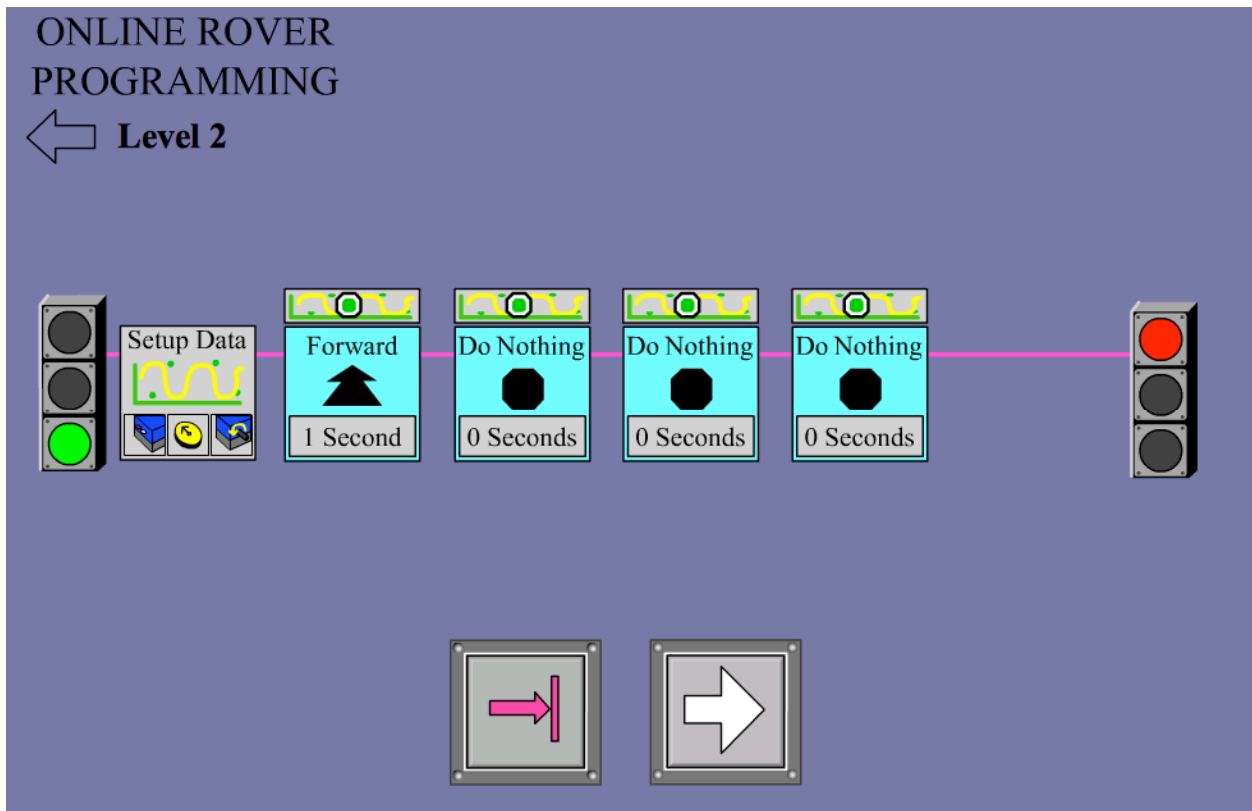 ONLINE ROVER
PROGRAMMING
Level 2
Setup Data
Forward
1 Second
Do Nothing
0 Seconds
Do Nothing
0 Seconds
Do Nothing
0 Seconds